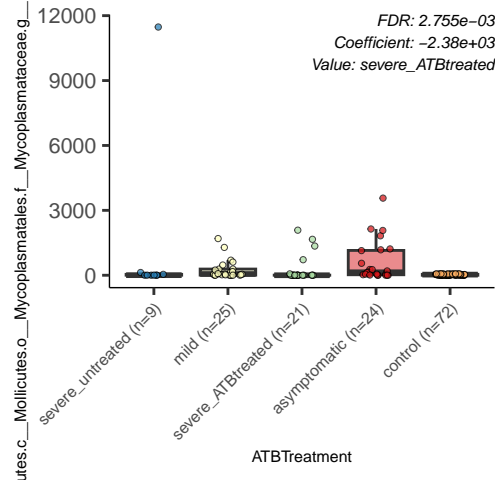 FDR: 2.755e−03
Coefficient: −2.38e+03
Value: severe_ATBtreated
12000
9000
6000
3000
0
utes.c__Mollicutes.o__Mycoplasmatales.f__Mycoplasmataceae.g__
severe_untreated (n=9)
mild (n=25)
severe_ATBtreated (n=21)
asymptomatic (n=24)
control (n=72)
ATBTreatment